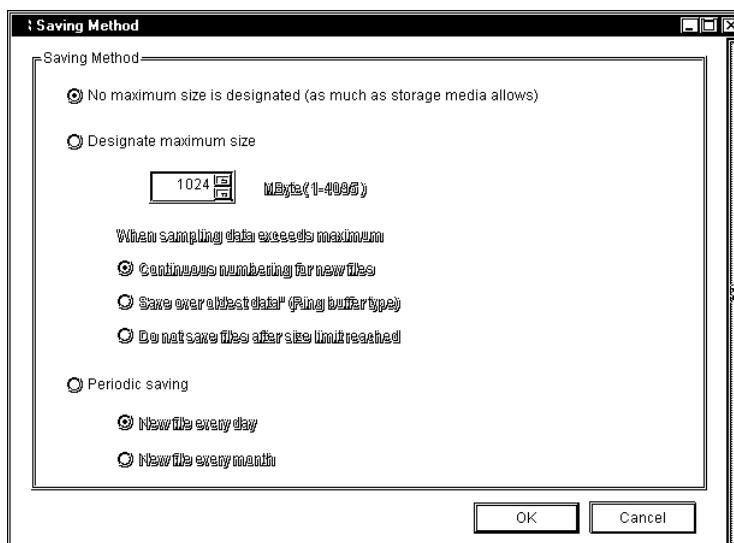 Saving Method
Saving Method
No maximum size is designated (as much as storage media allows)
Designate maximum size
1024 MByte(1-4095)
When sampling data exceeds maximum
Continuous numbering for new files
Save over oldest data" (Ring buffer type)
Do not save files after size limit reached
Periodic saving
New file every day
New file every month
OK Cancel